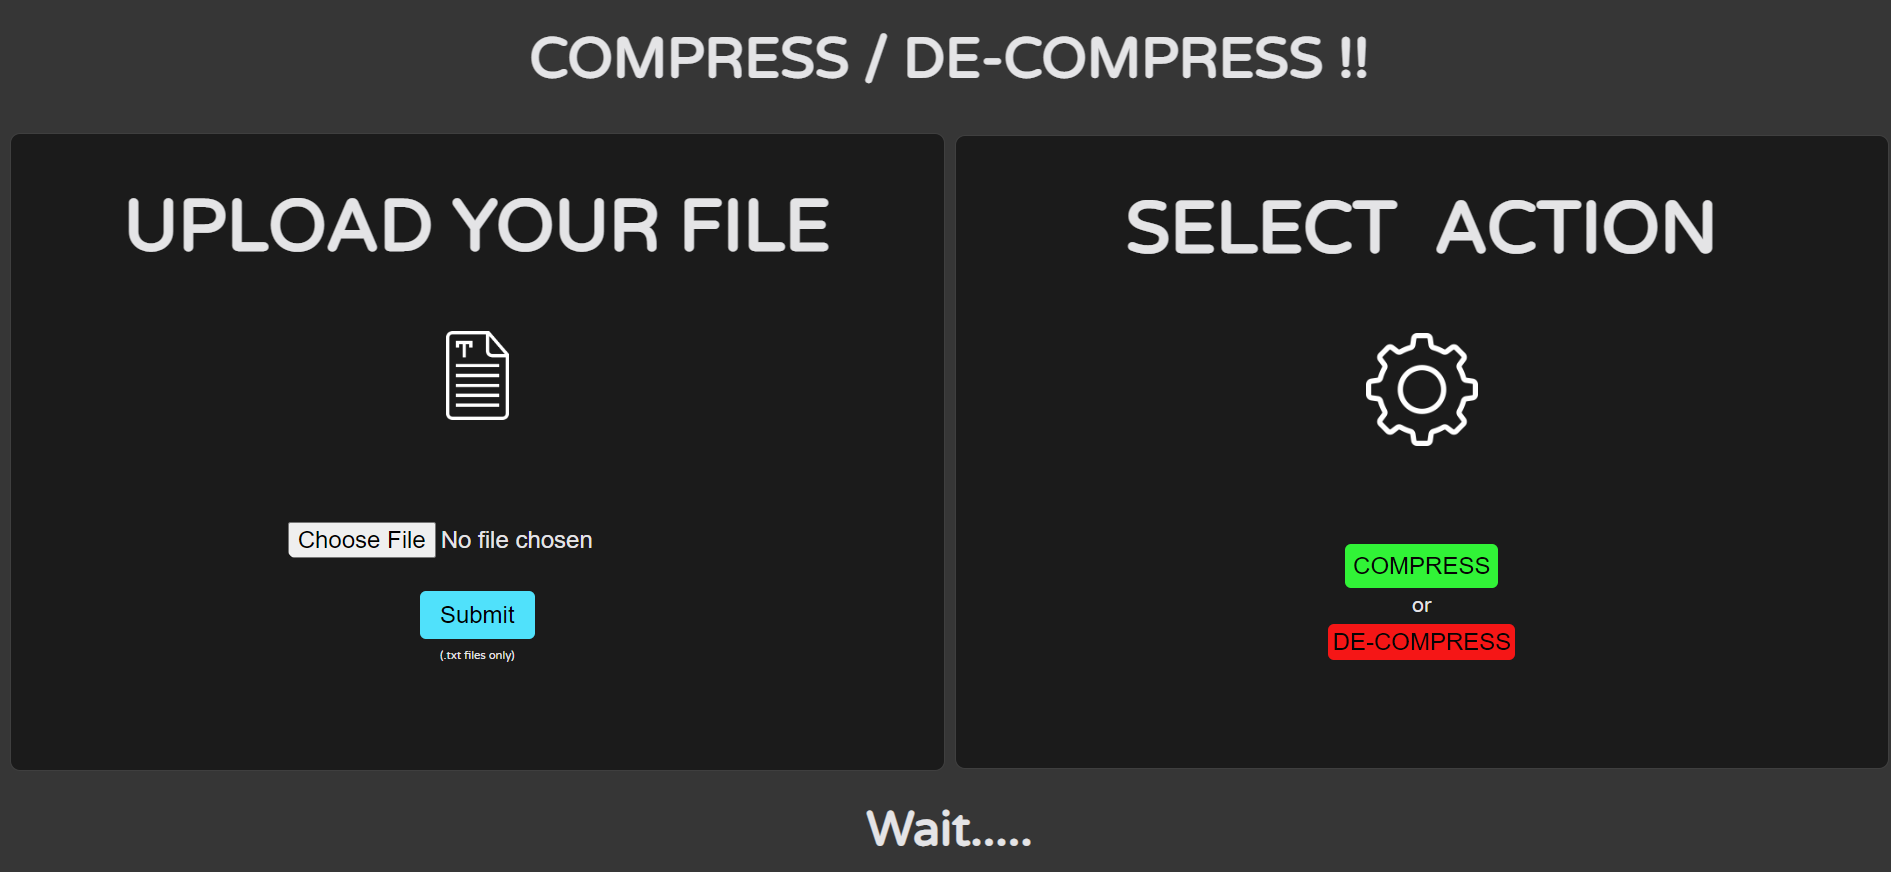 COMPRESS / DE-COMPRESS !!
UPLOAD YOUR FILE
T
Choose File No file chosen
Submit
(.txt files only)
SELECT ACTION
COMPRESS
or
DE-COMPRESS
Wait.....